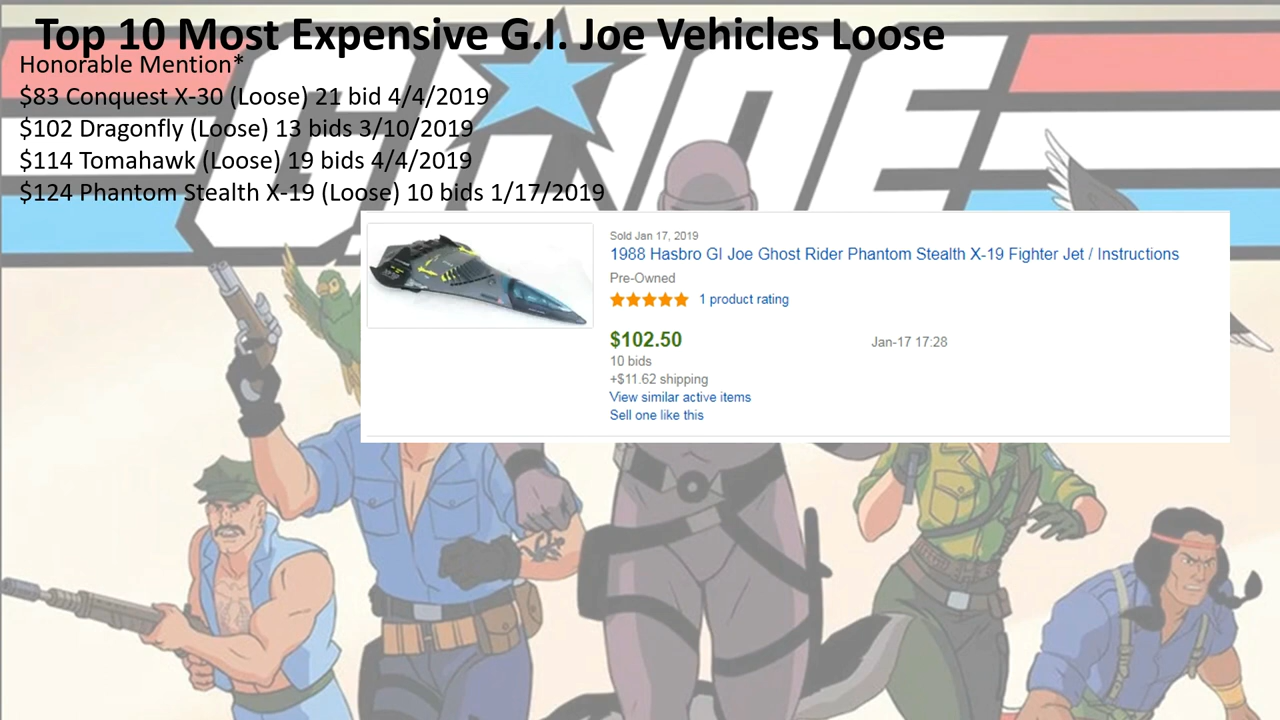 Top 10 Most Expensive G.I. Joe Vehicles Loose
Honorable Mention*
$83 Conquest X-30 (Loose) 21 bid 4/4/2019
$102 Dragonfly (Loose) 13 bids 3/10/2019
$114 Tomahawk (Loose) 19 bids 4/4/2019
$124 Phantom Stealth X-19 (Loose) 10 bids 1/17/2019
G.I. JOE
Sold Jan 17, 2019
1988 Hasbro GI Joe Ghost Rider Phantom Stealth X-19 Fighter Jet / Instructions
Pre-Owned
1 product rating
$102.50
Jan-17 17:28
10 bids
+$11.62 shipping
View similar active items
Sell one like this